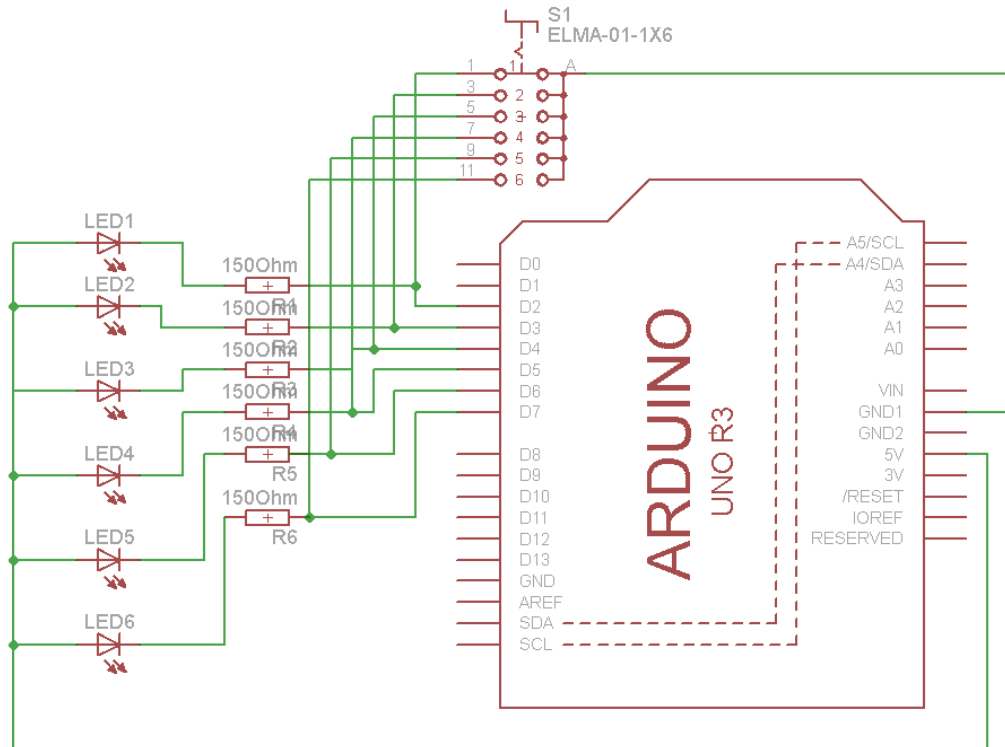 S1
ELMA-01-1X6
1 1 A
3 2
5 3
7 4
9 5
11 6
LED1
150Ohm
R1
LED2
150Ohm
R2
150Ohm
LED3
R3
150Ohm
R4
150Ohm
LED4
R5
150Ohm
LED5
R6
LED6
D0
D1
D2
D3
D4
D5
D6
D7
D8
D9
D10
D11
D12
D13
GND
AREF
SDA
SCL
ARDUINO
UNO R3
A5/SCL
A4/SDA
A3
A2
A1
A0
VIN
GND1
GND2
5V
3V
/RESET
IOREF
RESERVED